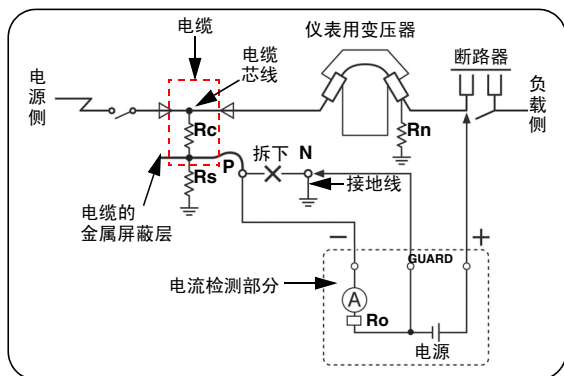 电缆
仪表用变压器
电源侧
电缆
芯线
断路器
负载侧
Rc
Rn
Rs
P
拆下
N
接地线
电缆的
金属屏蔽层
−
GUARD
+
电流检测部分
A
Ro
电源